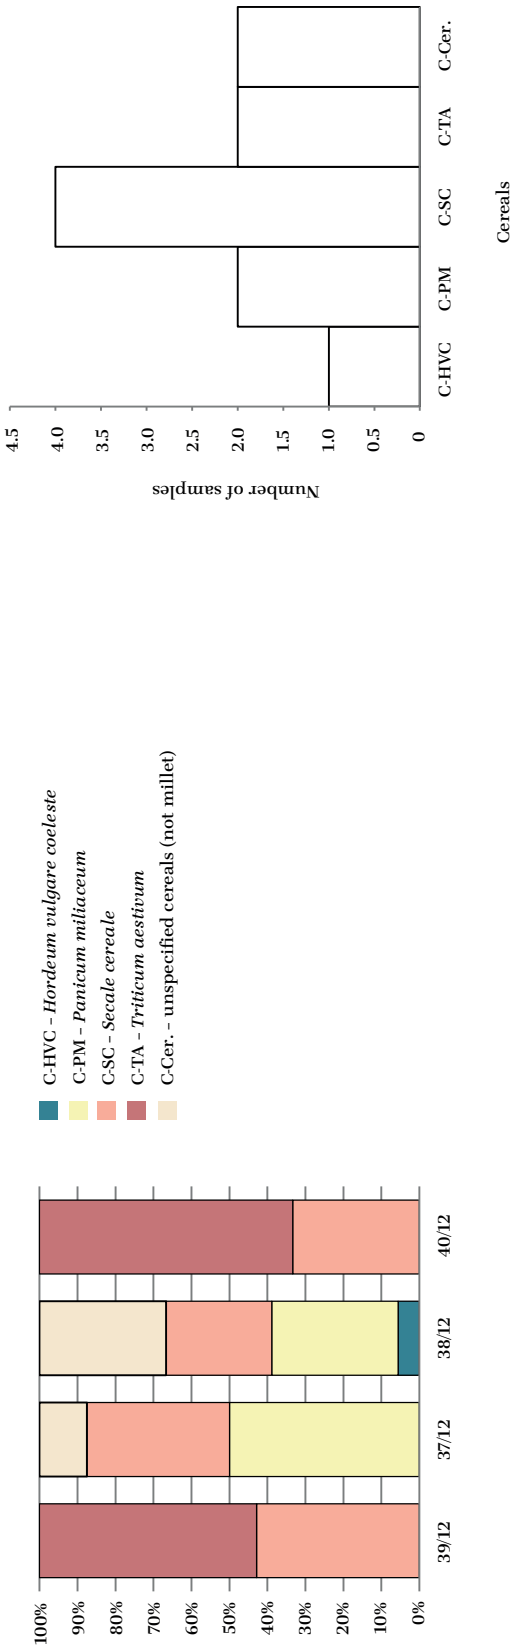 100%
90%
80%
70%
60%
50%
40%
30%
20%
10%
0%
39/12
37/12
38/12
40/12
C-HVC – Hordeum vulgare coeleste
C-PM – Panicum miliaceum
C-SC – Secale cereale
C-TA – Triticum aestivum
C-Cer. – unspecified cereals (not millet)
Number of samples
4.5
4.0
3.5
3.0
2.5
2.0
1.5
1.0
0.5
0
C-HVC
C-PM
C-SC
C-TA
C-Cer.
Cereals